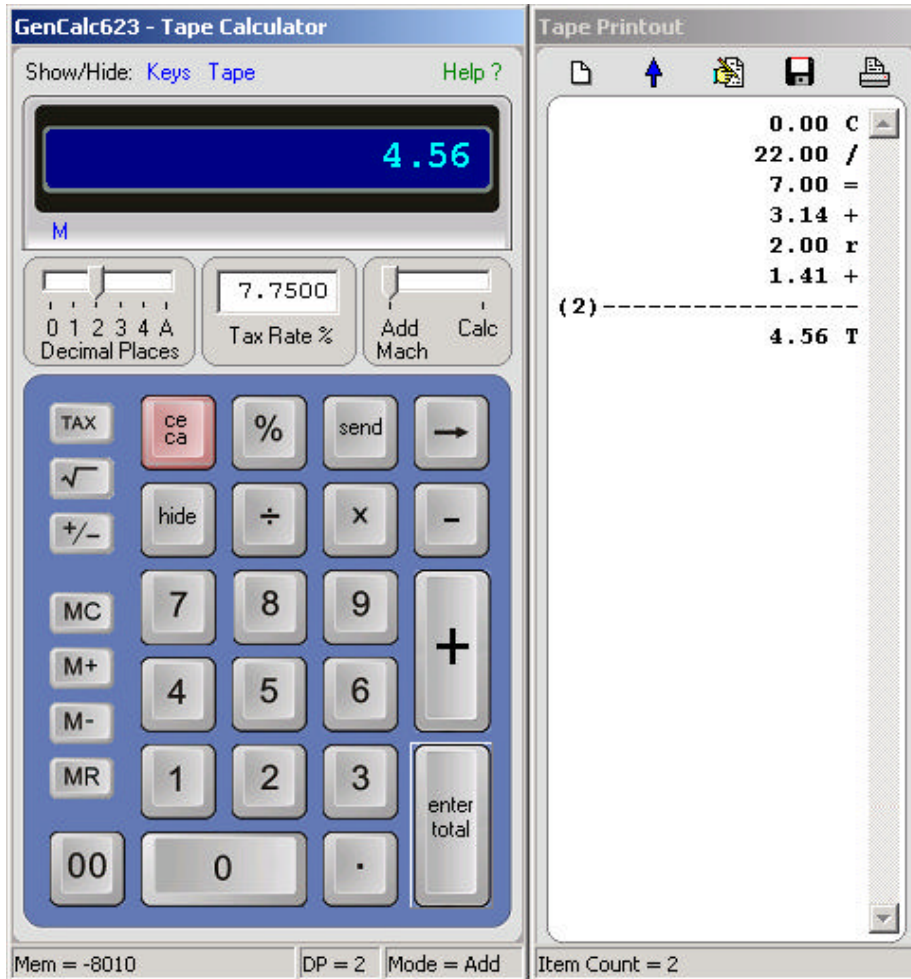 GenCalc623 - Tape Calculator
Show/Hide: Keys Tape Help ?
4.56
M
0 1 2 3 4 A
Decimal Places
7.7500
Tax Rate %
Add Calc
Mach
TAX
√
+/-
MC
M+
M-
MR
00
ce
ca
%
send
→
hide
÷
×
-
7
8
9
+
4
5
6
1
2
3
enter
total
0
.
Mem = -8010
DP = 2
Mode = Add
Tape Printout
0.00 C
22.00 /
7.00 =
3.14 +
2.00 r
1.41 +
(2)------------------
4.56 T
Item Count = 2